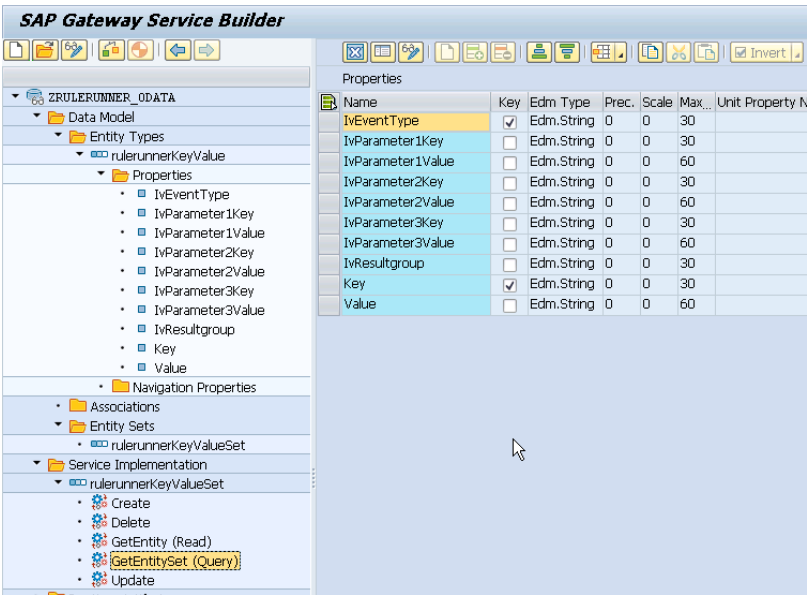 SAP Gateway Service Builder
Invert
Properties
ZRULERUNNER_ODATA
Data Model
Entity Types
rulerunnerKeyValue
Properties
IvEventType
IvParameter1Key
IvParameter1Value
IvParameter2Key
IvParameter2Value
IvParameter3Key
IvParameter3Value
IvResultgroup
Key
Value
Navigation Properties
Associations
Entity Sets
rulerunnerKeyValueSet
Service Implementation
rulerunnerKeyValueSet
Create
Delete
GetEntity (Read)
GetEntitySet (Query)
Update
Name Key Edm Type Prec. Scale Max... Unit Property N
IvEventType Edm.String 0 0 30
IvParameter1Key Edm.String 0 0 30
IvParameter1Value Edm.String 0 0 60
IvParameter2Key Edm.String 0 0 30
IvParameter2Value Edm.String 0 0 60
IvParameter3Key Edm.String 0 0 30
IvParameter3Value Edm.String 0 0 60
IvResultgroup Edm.String 0 0 30
Key Edm.String 0 0 30
Value Edm.String 0 0 60